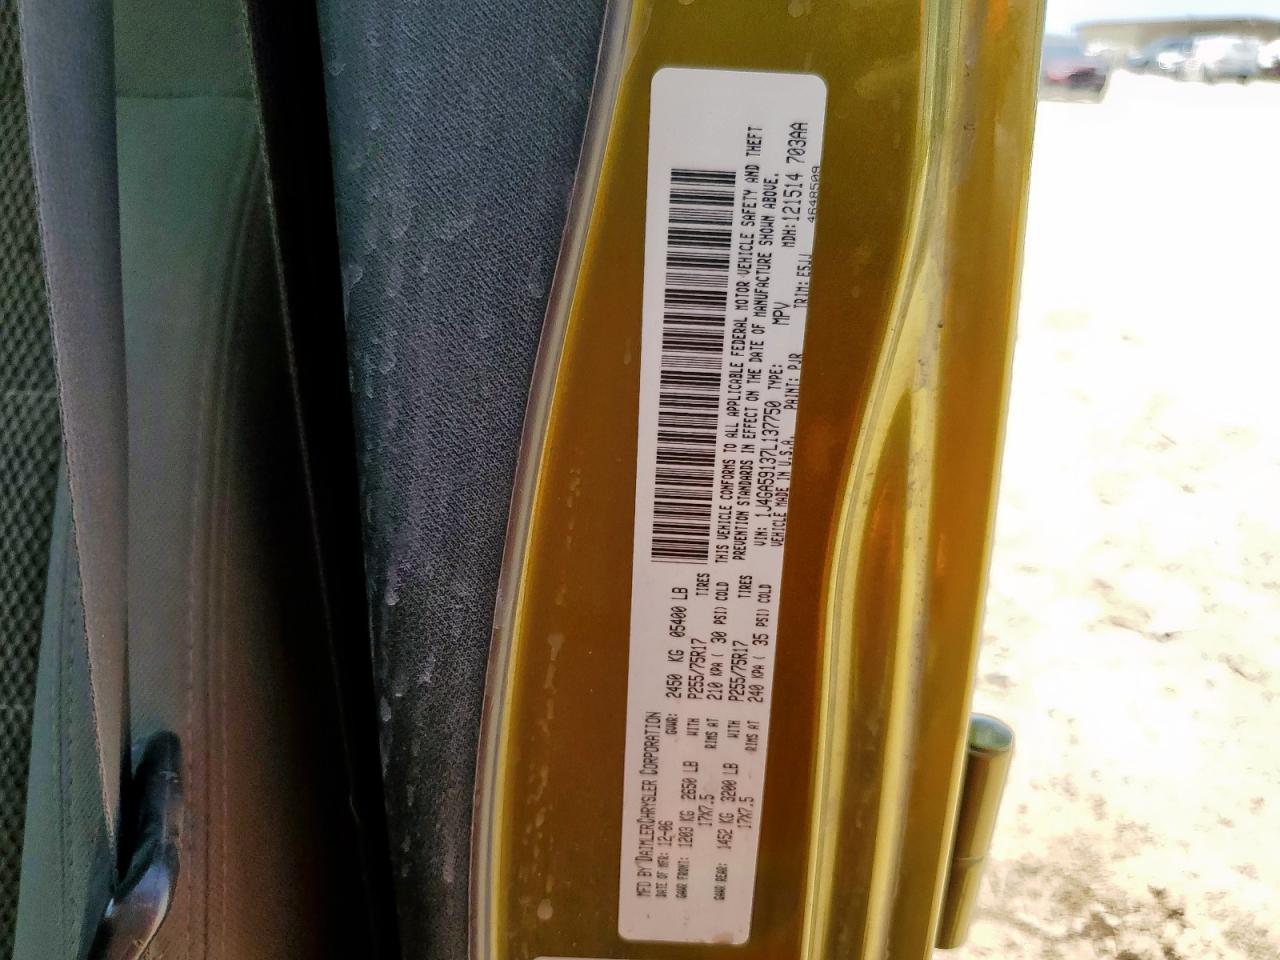 MFD BY DAIMLERCHRYSLER CORPORATION
DATE OF MFR: 12-06 GVWR: 2450 KG 05400 LB
GAWR FRONT: 1203 KG 2650 LB WITH P255/75R17 TIRES
17X7.5 RIMS AT 210 KPA ( 30 PSI) COLD
GAWR REAR: 1452 KG 3200 LB WITH P255/75R17 TIRES
17X7.5 RIMS AT 240 KPA ( 35 PSI) COLD
THIS VEHICLE CONFORMS TO ALL APPLICABLE FEDERAL MOTOR VEHICLE SAFETY AND THEFT
PREVENTION STANDARDS IN EFFECT ON THE DATE OF MANUFACTURE SHOWN ABOVE.
VIN: 1J4GA59137L137750 TYPE: MPV MDH: 121514 703AA
VEHICLE MADE IN U.S.A. PAINT: PJR TRIM: E5JJ 4648509